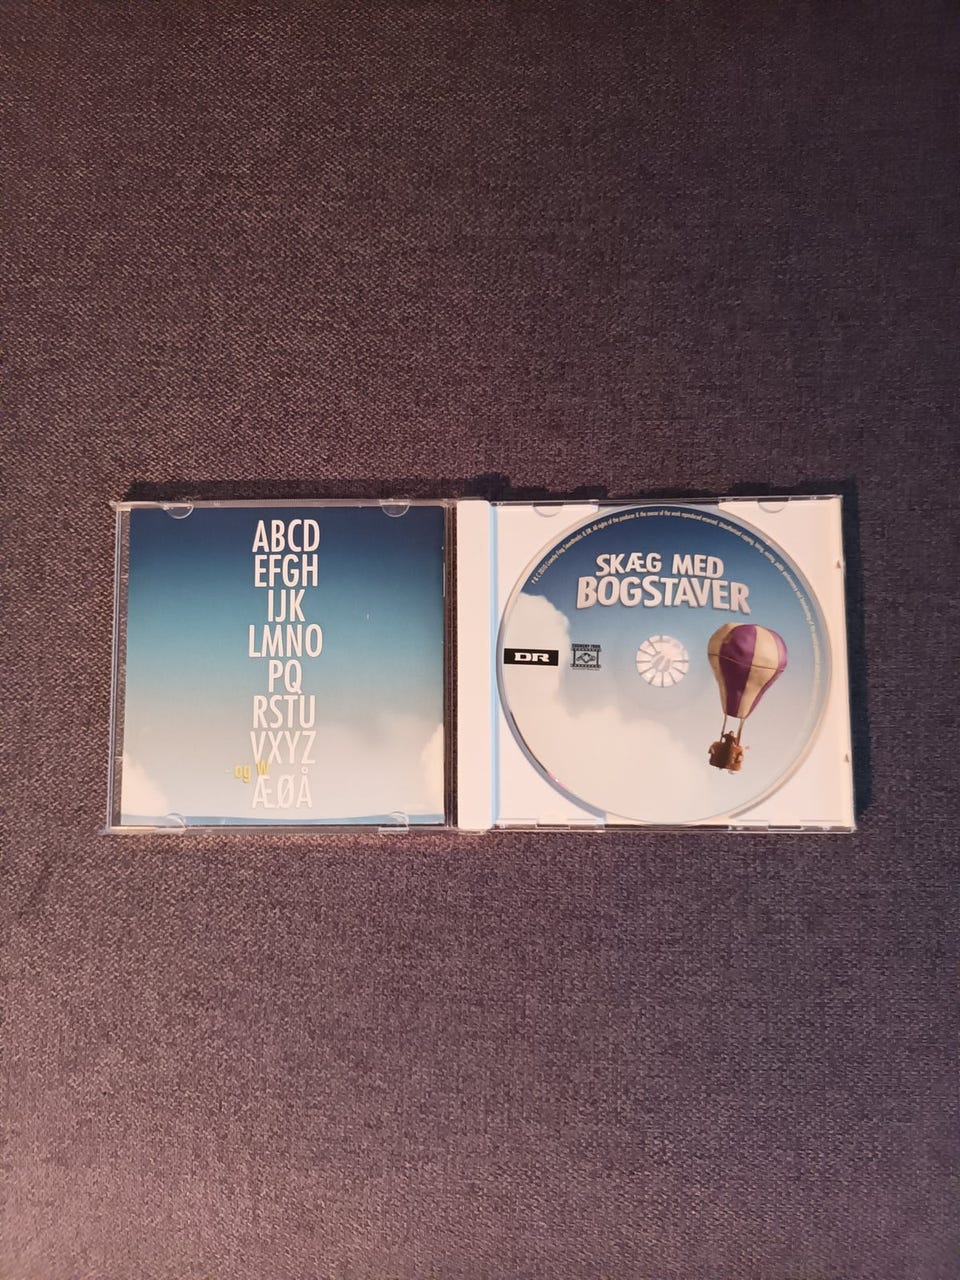 ABCD
EFGH
IJK
LMNO
PQ
RSTU
VXYZ
- og W
ÆØÅ
SKÆG MED
BOGSTAVER
DR